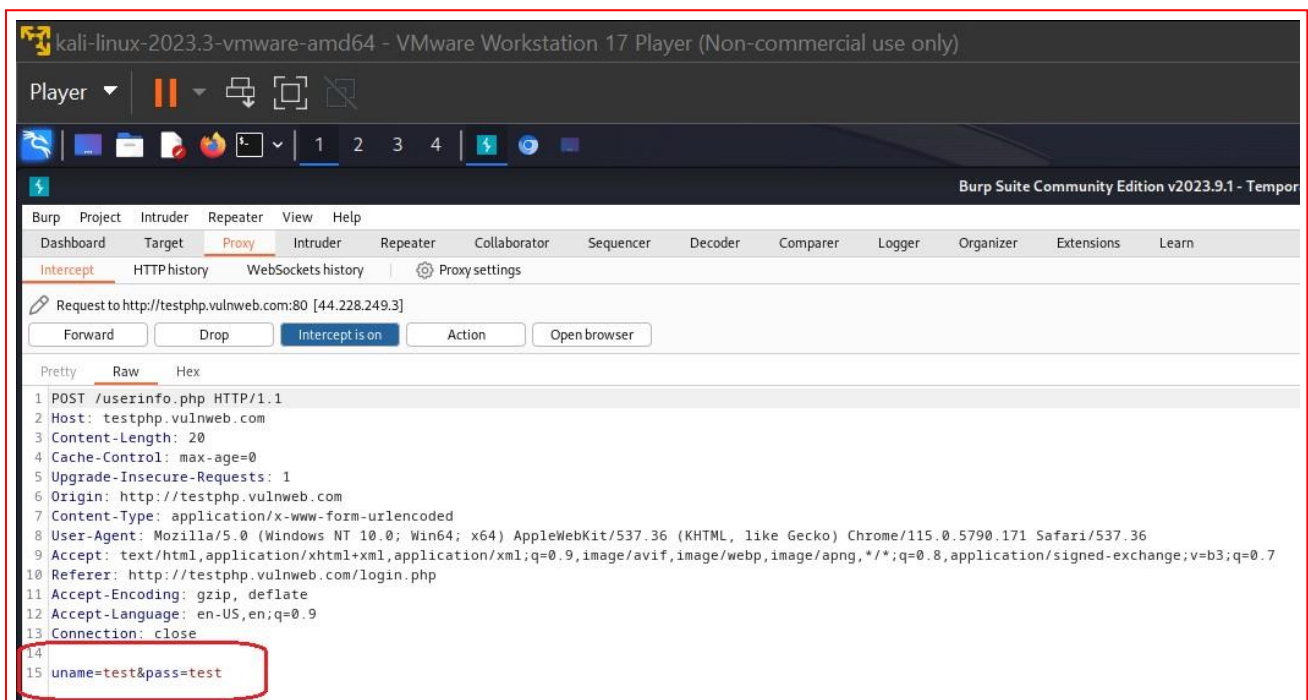 kali-linux-2023.3-vmware-amd64 - VMware Workstation 17 Player (Non-commercial use only)
Player
1 2 3 4
Burp Suite Community Edition v2023.9.1 - Tempor
Burp Project Intruder Repeater View Help
Dashboard Target Proxy Intruder Repeater Collaborator Sequencer Decoder Comparer Logger Organizer Extensions Learn
Intercept HTTP history WebSockets history Proxy settings
Request to http://testphp.vulnweb.com:80 [44.228.249.3]
Forward Drop Intercept is on Action Open browser
Pretty Raw Hex
1 POST /userinfo.php HTTP/1.1
2 Host: testphp.vulnweb.com
3 Content-Length: 20
4 Cache-Control: max-age=0
5 Upgrade-Insecure-Requests: 1
6 Origin: http://testphp.vulnweb.com
7 Content-Type: application/x-www-form-urlencoded
8 User-Agent: Mozilla/5.0 (Windows NT 10.0; Win64; x64) AppleWebKit/537.36 (KHTML, like Gecko) Chrome/115.0.5790.171 Safari/537.36
9 Accept: text/html,application/xhtml+xml,application/xml;q=0.9,image/avif,image/webp,image/apng,*/*;q=0.8,application/signed-exchange;v=b3;q=0.7
10 Referer: http://testphp.vulnweb.com/login.php
11 Accept-Encoding: gzip, deflate
12 Accept-Language: en-US,en;q=0.9
13 Connection: close
14
15 uname=test&pass=test